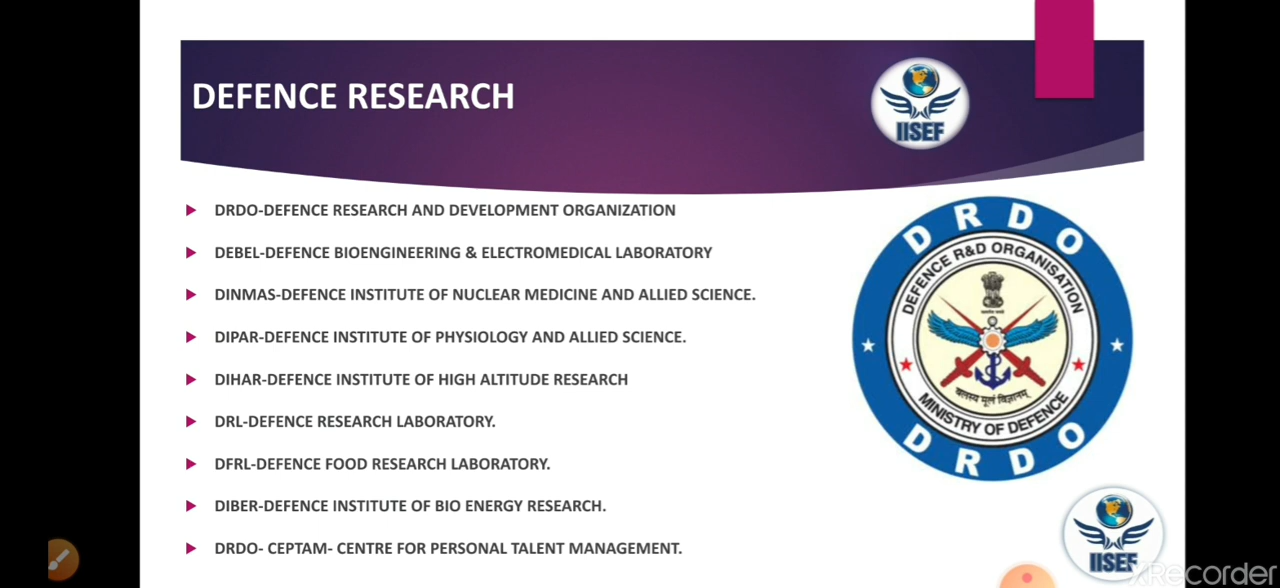 DEFENCE RESEARCH
IISEF
DRDO-DEFENCE RESEARCH AND DEVELOPMENT ORGANIZATION
DEBEL-DEFENCE BIOENGINEERING & ELECTROMEDICAL LABORATORY
DINMAS-DEFENCE INSTITUTE OF NUCLEAR MEDICINE AND ALLIED SCIENCE.
DIPAR-DEFENCE INSTITUTE OF PHYSIOLOGY AND ALLIED SCIENCE.
DIHAR-DEFENCE INSTITUTE OF HIGH ALTITUDE RESEARCH
DRL-DEFENCE RESEARCH LABORATORY.
DFRL-DEFENCE FOOD RESEARCH LABORATORY.
DIBER-DEFENCE INSTITUTE OF BIO ENERGY RESEARCH.
DRDO- CEPTAM- CENTRE FOR PERSONAL TALENT MANAGEMENT.
DRDO
DEFENCE R&D ORGANISATION
बलस्य मूलं विज्ञानम्
MINISTRY OF DEFENCE
DRDO
IISEF
XRecorder